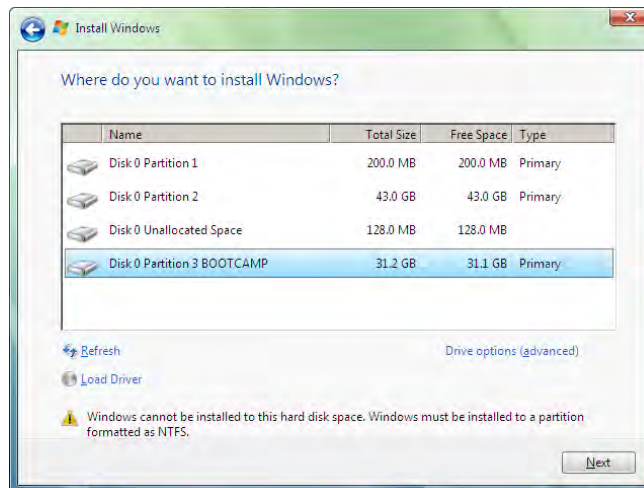 Install Windows
Where do you want to install Windows?
Name Total Size Free Space Type
Disk 0 Partition 1 200.0 MB 200.0 MB Primary
Disk 0 Partition 2 43.0 GB 43.0 GB Primary
Disk 0 Unallocated Space 128.0 MB 128.0 MB
Disk 0 Partition 3 BOOTCAMP 31.2 GB 31.1 GB Primary
Refresh Drive options (advanced)
Load Driver
Windows cannot be installed to this hard disk space. Windows must be installed to a partition
formatted as NTFS.
Next